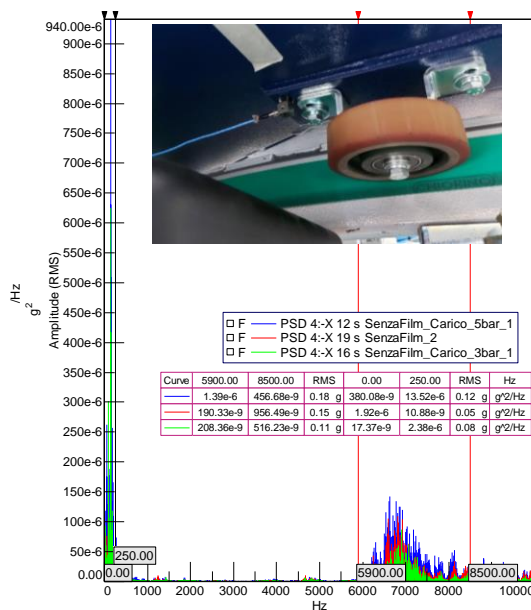 940.00e-6
900e-6
850e-6
800e-6
750e-6
700e-6
650e-6
600e-6
550e-6
500e-6
450e-6
400e-6
350e-6
300e-6
250e-6
200e-6
150e-6
100e-6
50e-6
0.00
g²/Hz
Amplitude (RMS)
F PSD 4:-X 12 s SenzaFilm_Carico_5bar_1
F PSD 4:-X 19 s SenzaFilm_2
F PSD 4:-X 16 s SenzaFilm_Carico_3bar_1
Curve 5900.00 8500.00 RMS 0.00 250.00 RMS Hz
1.39e-6 456.68e-9 0.18 g 380.08e-9 13.52e-6 0.12 g g^2/Hz
190.33e-9 956.49e-9 0.15 g 1.92e-6 10.88e-9 0.05 g g^2/Hz
208.36e-9 516.23e-9 0.11 g 17.37e-9 2.38e-6 0.08 g g^2/Hz
250.00
0.00
5900.00
8500.00
0 1000 2000 3000 4000 5000 6000 7000 8000 10000
Hz